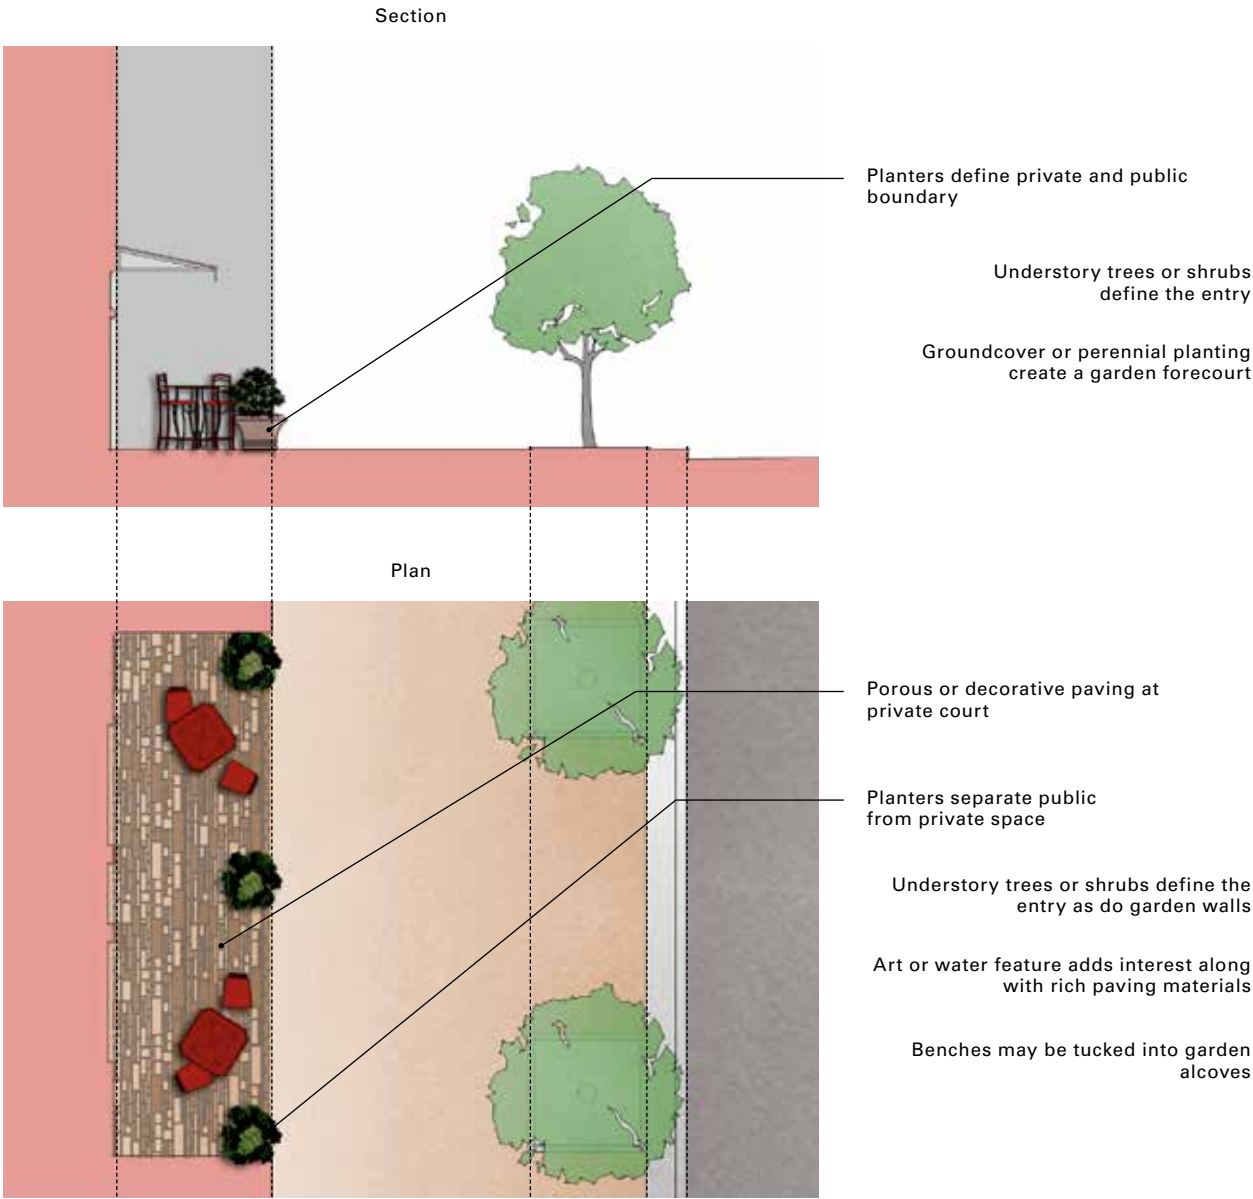 Section
Planters define private and public
boundary
Understory trees or shrubs
define the entry
Groundcover or perennial planting
create a garden forecourt
Plan
Porous or decorative paving at
private court
Planters separate public
from private space
Understory trees or shrubs define the
entry as do garden walls
Art or water feature adds interest along
with rich paving materials
Benches may be tucked into garden
alcoves